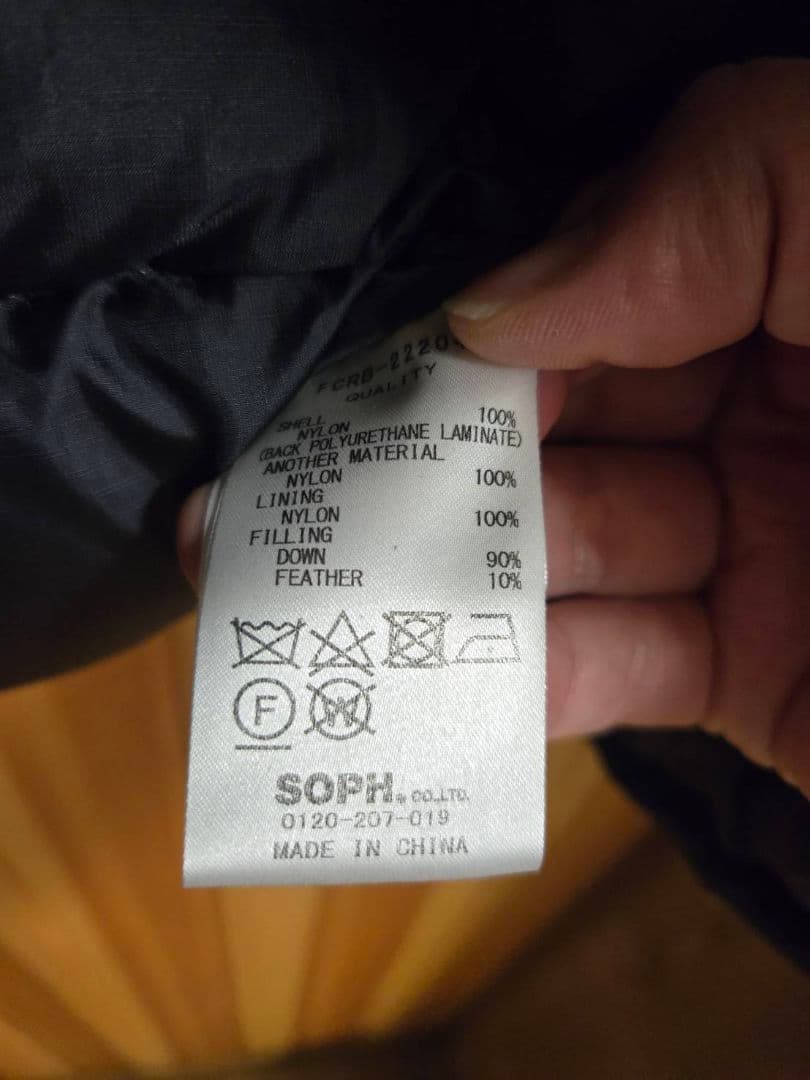 FCRB-2220
QUALITY
SHELL
NYLON 100%
(BACK POLYURETHANE LAMINATE)
ANOTHER MATERIAL
NYLON 100%
LINING
NYLON 100%
FILLING
DOWN 90%
FEATHER 10%
F W
SOPH. CO.,LTD.
0120-207-019
MADE IN CHINA